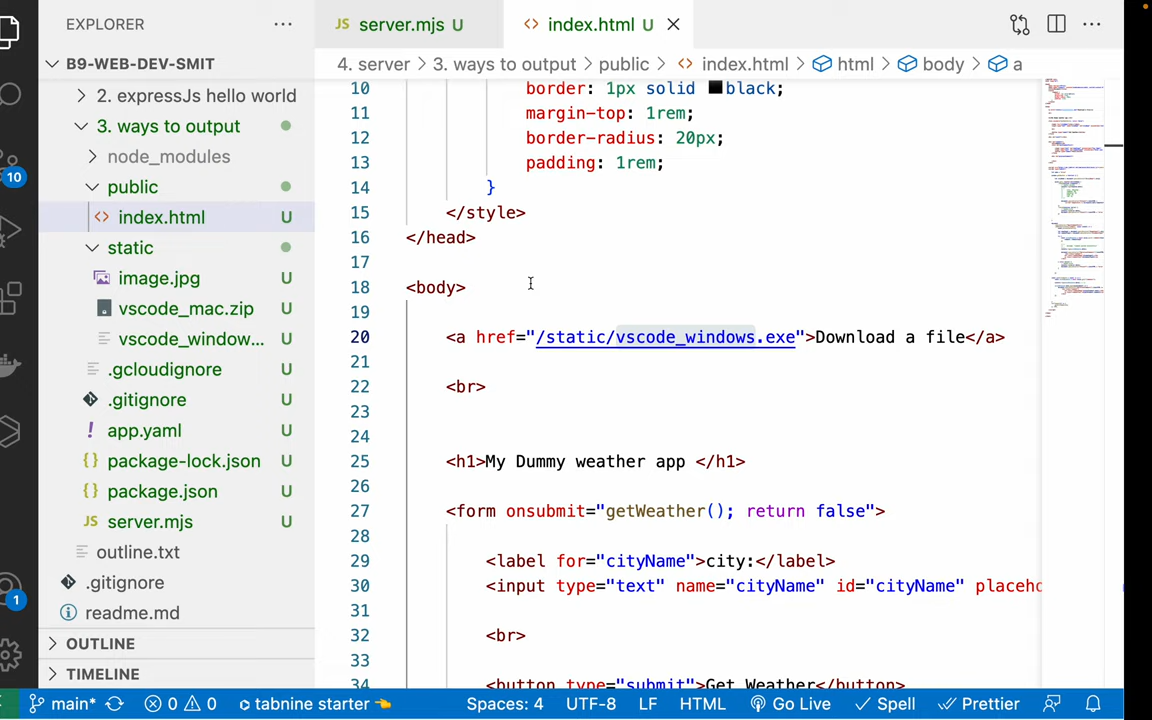 EXPLORER ···
B9-WEB-DEV-SMIT
2. expressJs hello world
3. ways to output
node_modules
public
index.html U
static
image.jpg U
vscode_mac.zip U
vscode_window... U
.gcloudignore U
.gitignore U
app.yaml U
package-lock.json U
package.json U
server.mjs U
outline.txt
.gitignore
readme.md
OUTLINE
TIMELINE
10
1
JS server.mjs U
<> index.html U
4. server > 3. ways to output > public > <> index.html > html > body > a
10 border: 1px solid black;
11 margin-top: 1rem;
12 border-radius: 20px;
13 padding: 1rem;
14 }
15 </style>
16 </head>
17
18 <body>
19
20 <a href="/static/vscode_windows.exe">Download a file</a>
21
22 <br>
23
24
25 <h1>My Dummy weather app </h1>
26
27 <form onsubmit="getWeather(); return false">
28
29 <label for="cityName">city:</label>
30 <input type="text" name="cityName" id="cityName" placeho
31
32 <br>
33
34 <button type="submit">Get Weather</button>
main* 0 0 tabnine starter Spaces: 4 UTF-8 LF HTML Go Live Spell Prettier